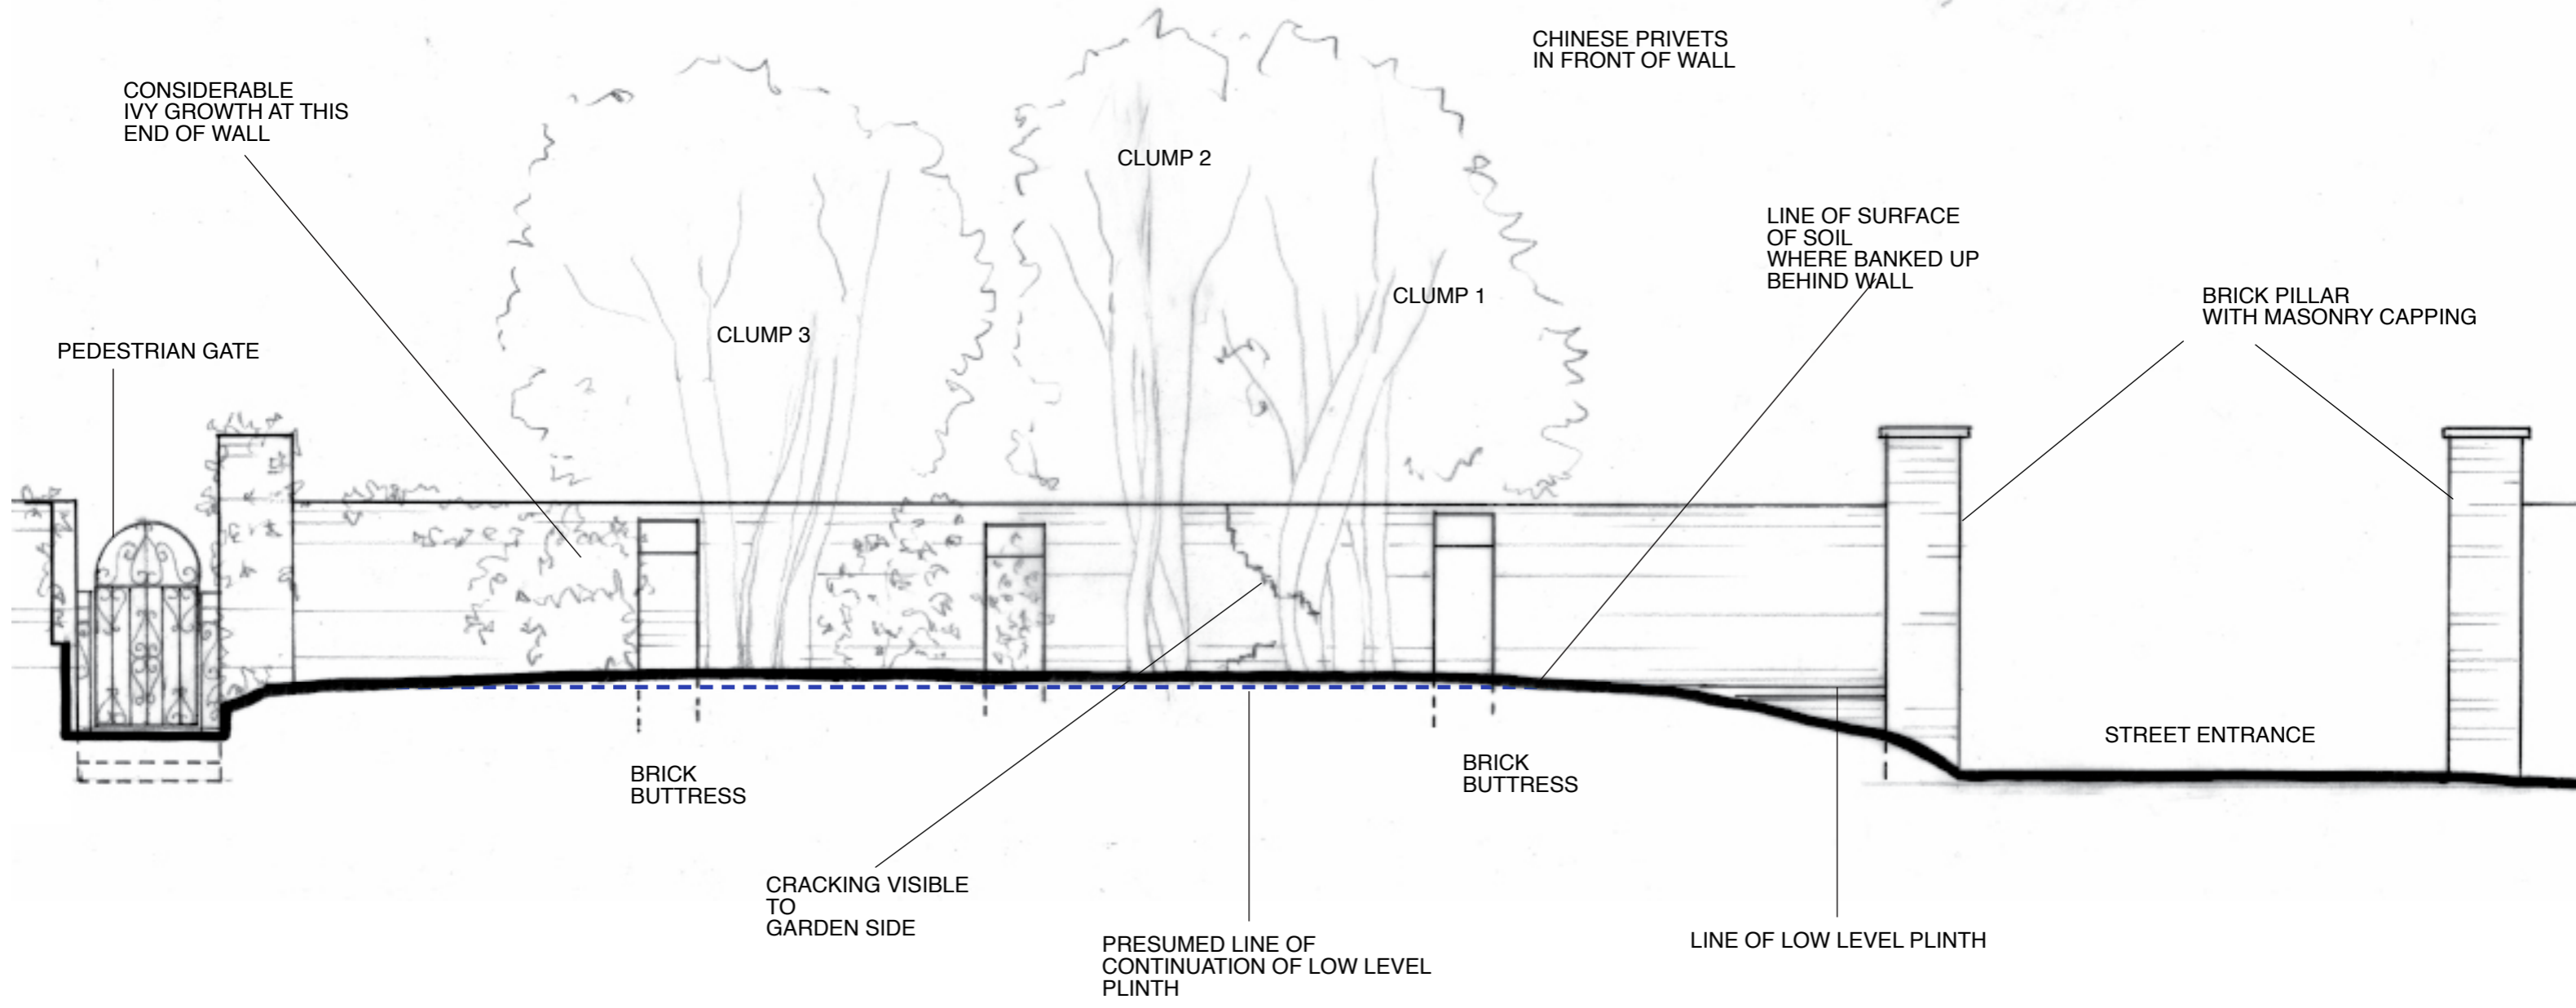 CHINESE PRIVETS
IN FRONT OF WALL
CONSIDERABLE
IVY GROWTH AT THIS
END OF WALL
CLUMP 2
LINE OF SURFACE
OF SOIL
WHERE BANKED UP
BEHIND WALL
CLUMP 1
BRICK PILLAR
WITH MASONRY CAPPING
CLUMP 3
PEDESTRIAN GATE
STREET ENTRANCE
BRICK
BUTTRESS
BRICK
BUTTRESS
CRACKING VISIBLE
TO
GARDEN SIDE
PRESUMED LINE OF
CONTINUATION OF LOW LEVEL
PLINTH
LINE OF LOW LEVEL PLINTH